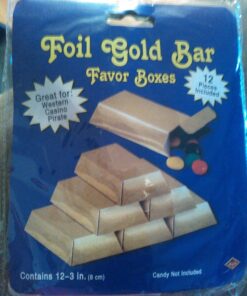 Foil Gold Bar
Favor Boxes
Great for:
Western
Casino
Pirate
12
Pieces
Included
Contains 12-3 in. (8 cm)
Candy Not Included